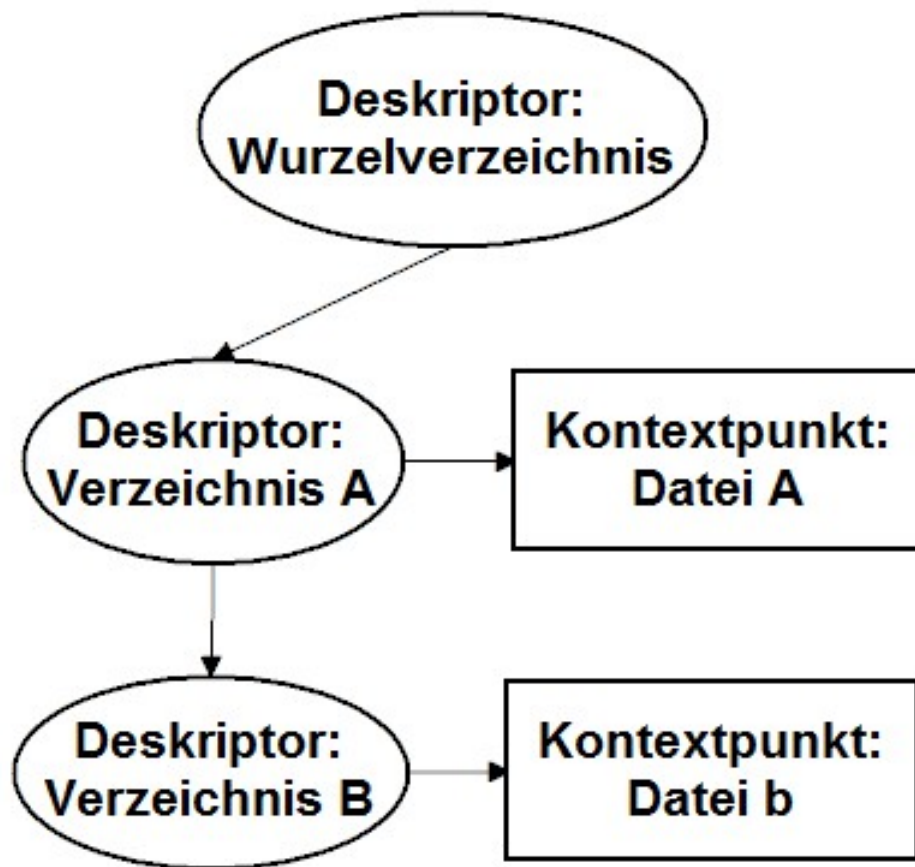 Deskriptor:
Wurzelverzeichnis
Deskriptor:
Verzeichnis A
Kontextpunkt:
Datei A
Deskriptor:
Verzeichnis B
Kontextpunkt:
Datei b